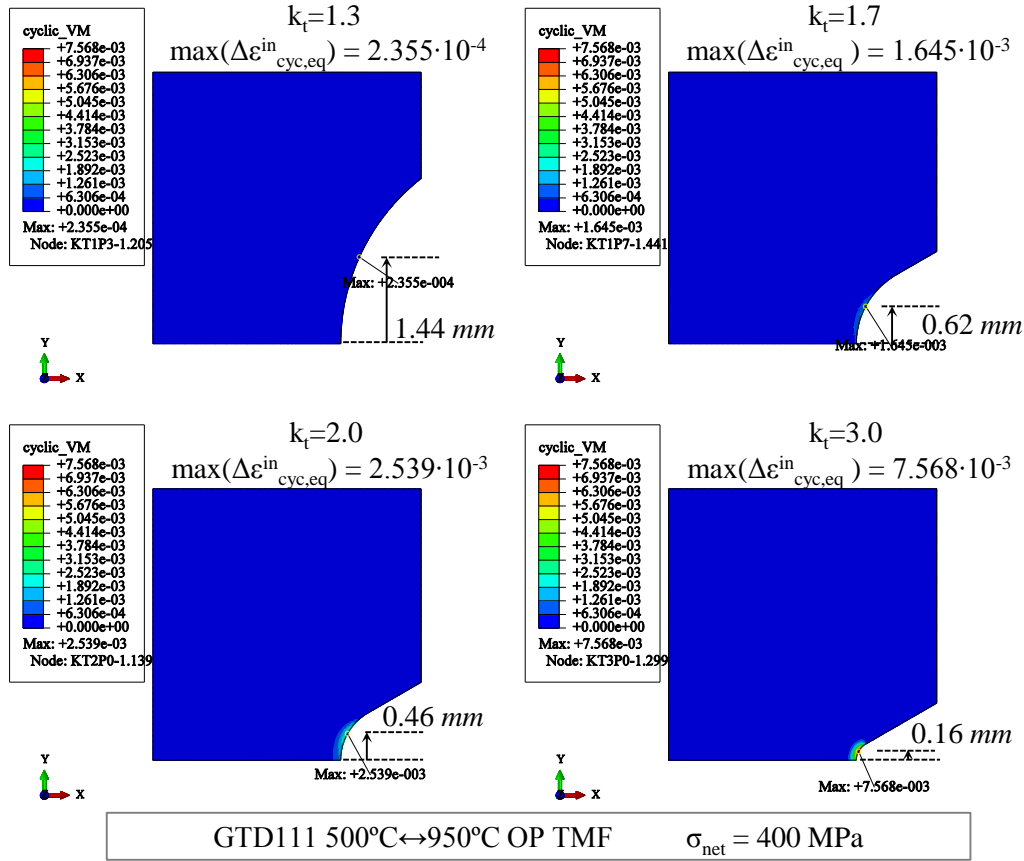 kₜ=1.3
max(Δεⁱⁿcyc,eq) = 2.355·10⁻⁴
cyclic_VM
+7.568e-03
+6.937e-03
+6.306e-03
+5.676e-03
+5.045e-03
+4.414e-03
+3.784e-03
+3.153e-03
+2.523e-03
+1.892e-03
+1.261e-03
+6.306e-04
+0.000e+00
Max: +2.355e-04
Node: KT1P3-1.205
Max: +2.355e-004
1.44 mm
Y
X
kₜ=1.7
max(Δεⁱⁿcyc,eq ) = 1.645·10⁻³
cyclic_VM
+7.568e-03
+6.937e-03
+6.306e-03
+5.676e-03
+5.045e-03
+4.414e-03
+3.784e-03
+3.153e-03
+2.523e-03
+1.892e-03
+1.261e-03
+6.306e-04
+0.000e+00
Max: +1.645e-03
Node: KT1P7-1.441
0.62 mm
Max: +1.645e-003
Y
X
kₜ=2.0
max(Δεⁱⁿcyc,eq) = 2.539·10⁻³
cyclic_VM
+7.568e-03
+6.937e-03
+6.306e-03
+5.676e-03
+5.045e-03
+4.414e-03
+3.784e-03
+3.153e-03
+2.523e-03
+1.892e-03
+1.261e-03
+6.306e-04
+0.000e+00
Max: +2.539e-03
Node: KT2P0-1.139
0.46 mm
Max: +2.539e-003
Y
X
kₜ=3.0
max(Δεⁱⁿcyc,eq ) = 7.568·10⁻³
cyclic_VM
+7.568e-03
+6.937e-03
+6.306e-03
+5.676e-03
+5.045e-03
+4.414e-03
+3.784e-03
+3.153e-03
+2.523e-03
+1.892e-03
+1.261e-03
+6.306e-04
+0.000e+00
Max: +7.568e-03
Node: KT3P0-1.299
0.16 mm
Max: +7.568e-003
Y
X
GTD111 500ºC↔950ºC OP TMF σnet = 400 MPa